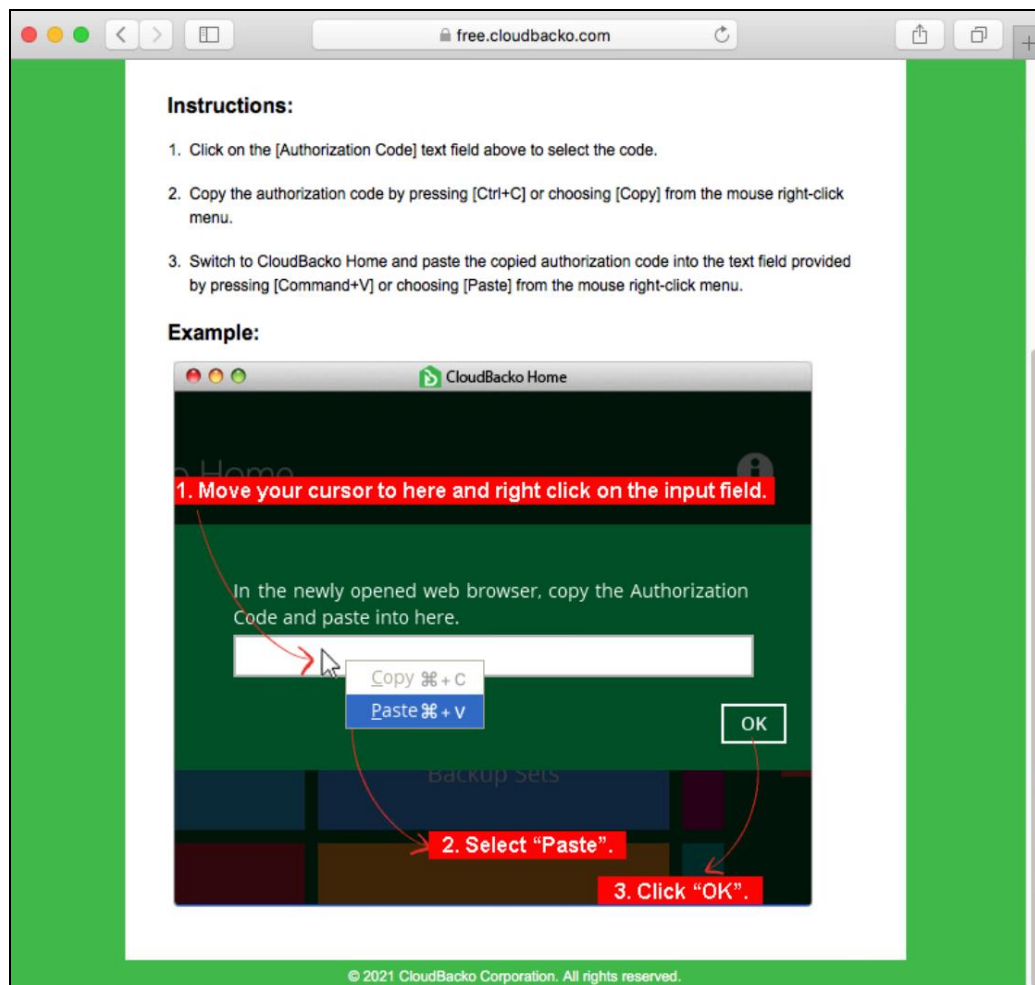 free.cloudbacko.com
Instructions:
1. Click on the [Authorization Code] text field above to select the code.
2. Copy the authorization code by pressing [Ctrl+C] or choosing [Copy] from the mouse right-click
menu.
3. Switch to CloudBacko Home and paste the copied authorization code into the text field provided
by pressing [Command+V] or choosing [Paste] from the mouse right-click menu.
Example:
CloudBacko Home
o Home
1. Move your cursor to here and right click on the input field.
In the newly opened web browser, copy the Authorization
Code and paste into here.
Copy ⌘ + C
Paste ⌘ + V
OK
Backup Sets
2. Select “Paste”.
3. Click “OK”.
© 2021 CloudBacko Corporation. All rights reserved.